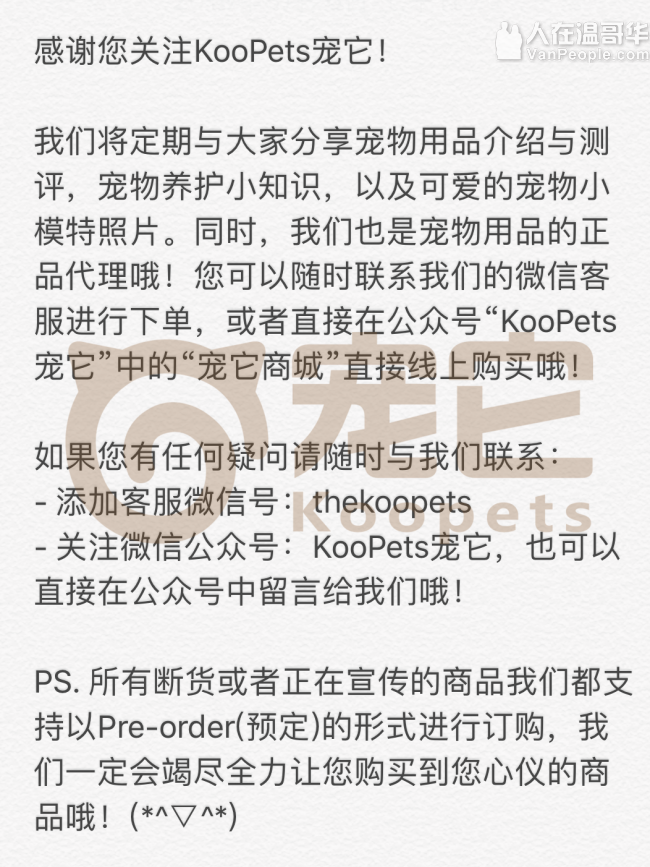 人在温哥华
VanPeople.com
感谢您关注KooPets宠它！
我们将定期与大家分享宠物用品介绍与测
评，宠物养护小知识，以及可爱的宠物小
模特照片。同时，我们也是宠物用品的正
品代理哦！您可以随时联系我们的微信客
服进行下单，或者直接在公众号“KooPets
宠它”中的“宠它商城”直接线上购买哦！
宠它
Koopets
如果您有任何疑问请随时与我们联系：
- 添加客服微信号：thekoopets
- 关注微信公众号：KooPets宠它，也可以
直接在公众号中留言给我们哦！
PS. 所有断货或者正在宣传的商品我们都支
持以Pre-order(预定)的形式进行订购，我
们一定会竭尽全力让您购买到您心仪的商
品哦！(*^▽^*)